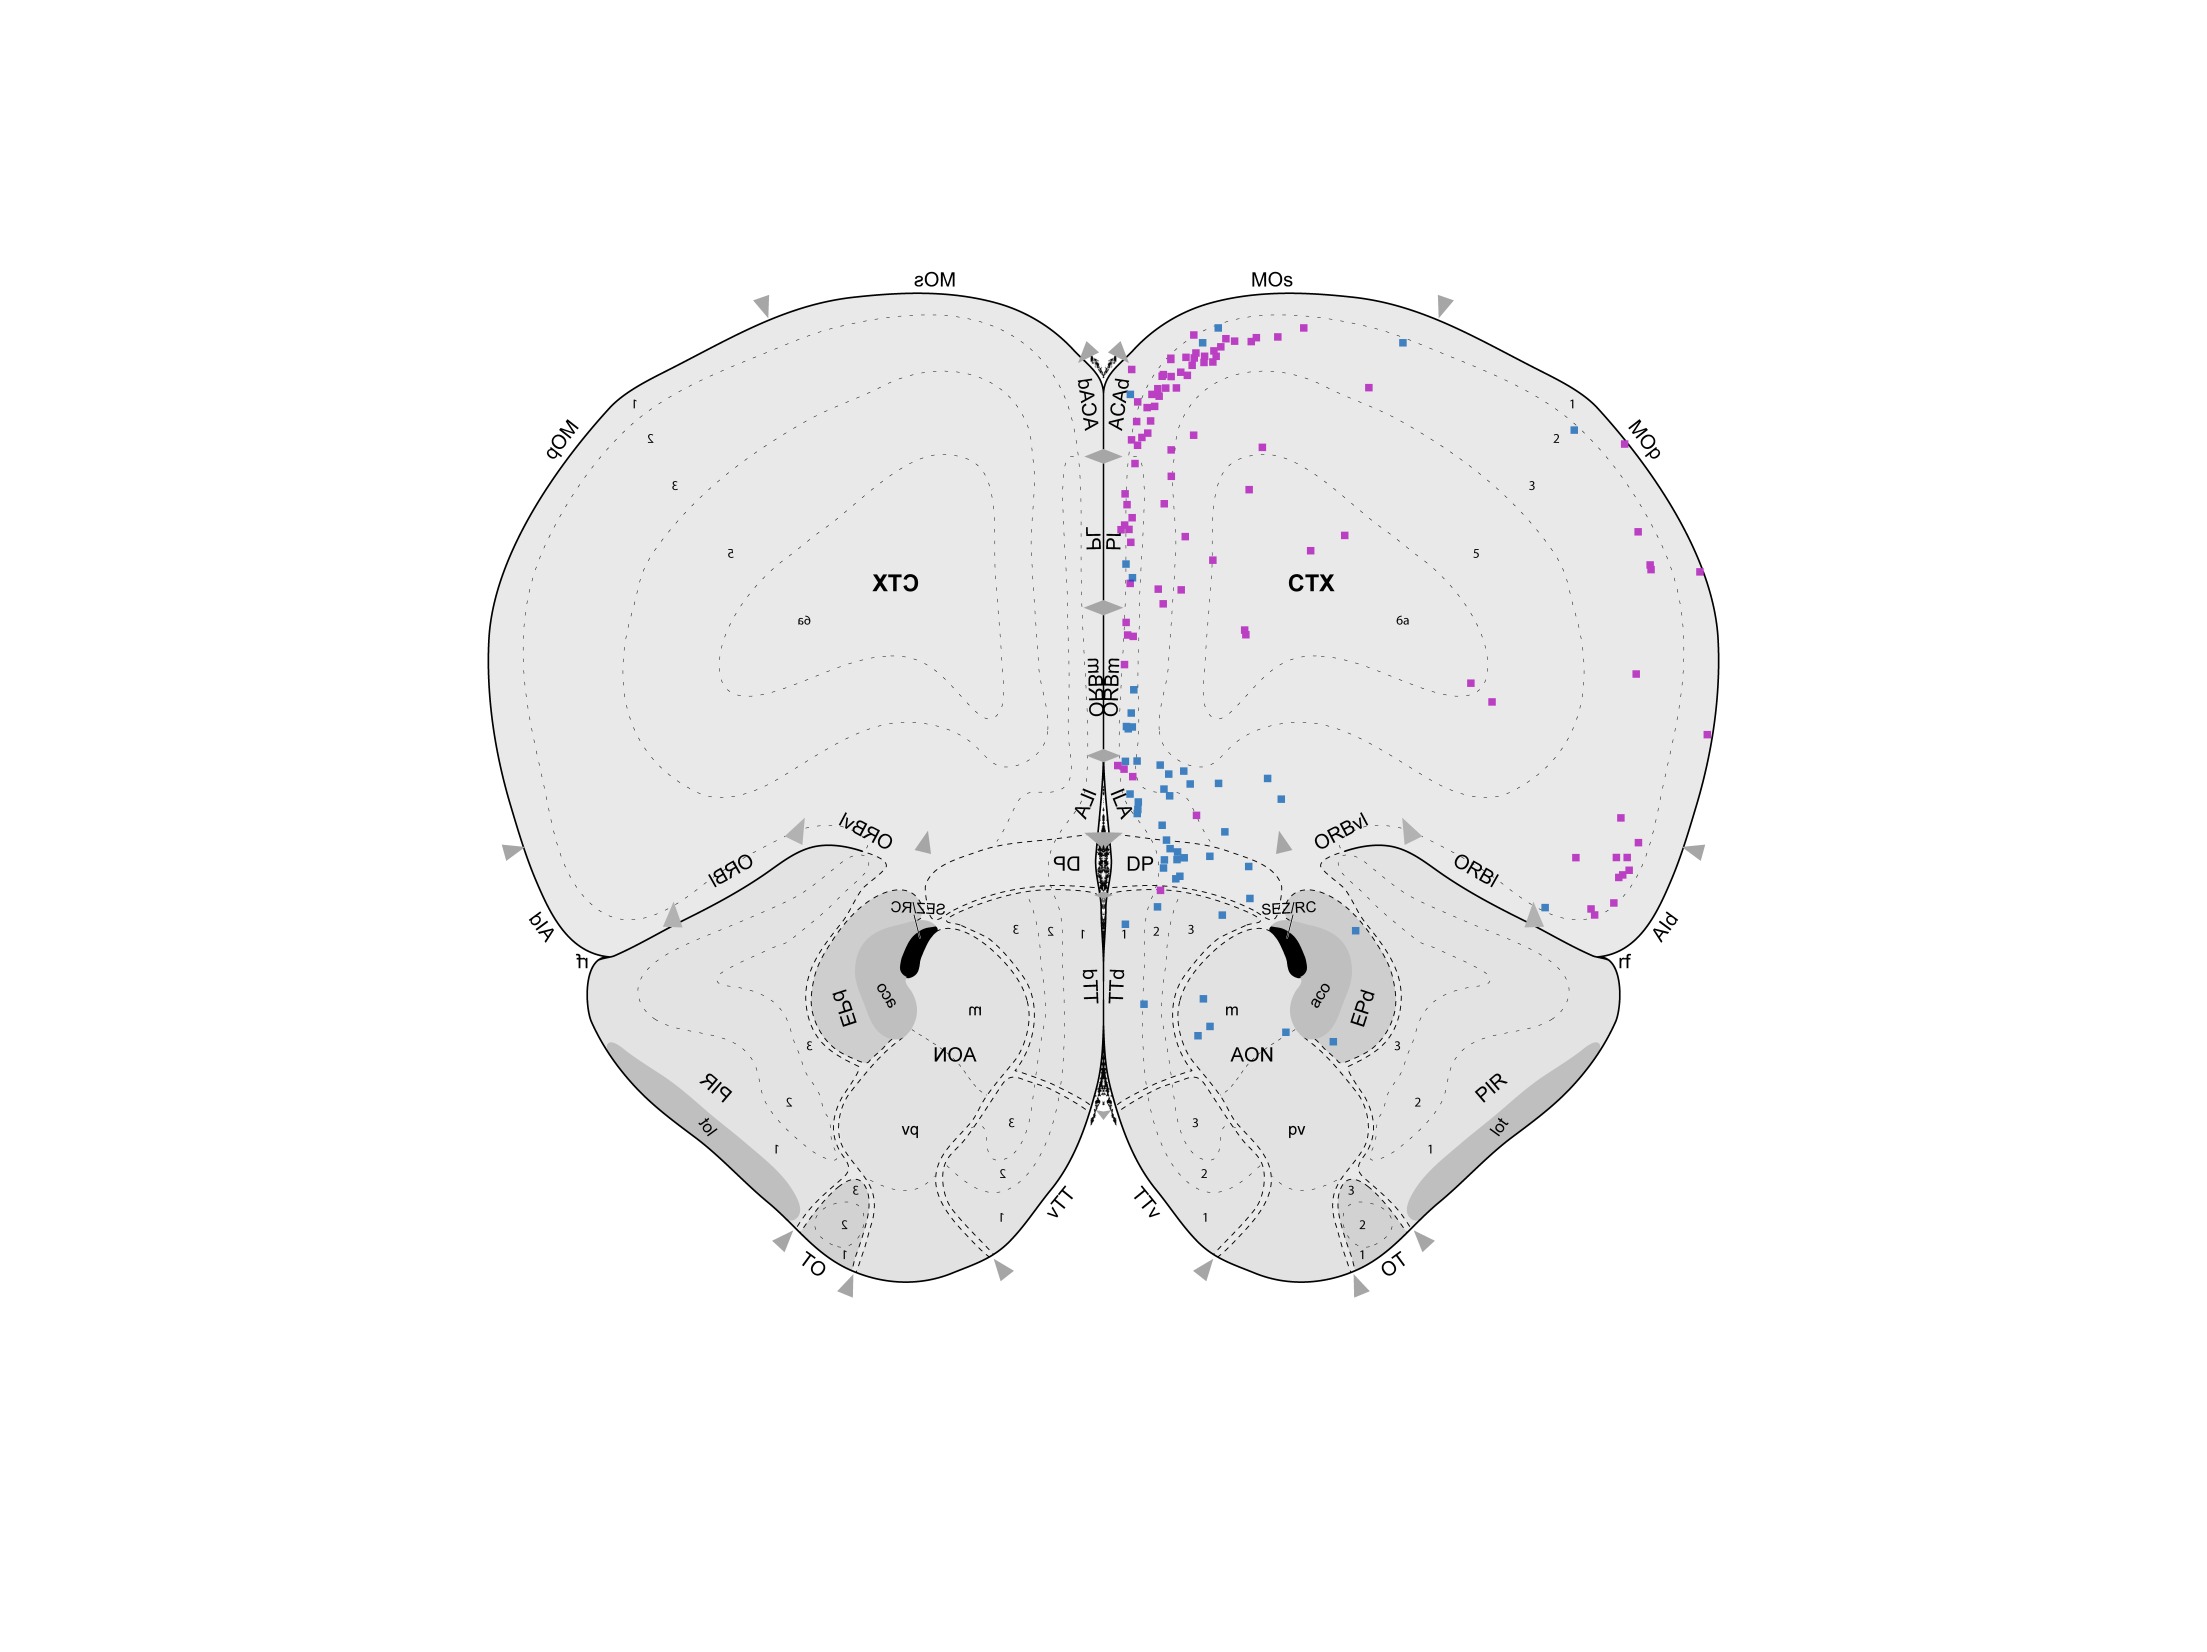 MOs
MOs
ACAd
ACAd
1
1
MOp
2
2
MOp
3
3
PL
PL
5
5
CTX
CTX
6a
6a
ORBm
ORBm
ILA
ILA
ORBvl
ORBvl
ORBl
DP
DP
ORBl
SEZ/RC
SEZ/RC
AId
3
2
1
1
2
3
AId
rf
rf
EPd
aco
m
TTd
TTd
m
aco
EPd
3
AON
AON
3
PIR
PIR
2
2
lot
pv
3
3
pv
lot
1
1
2
2
3
3
TTv
TTv
1
1
2
2
1
1
OT
OT